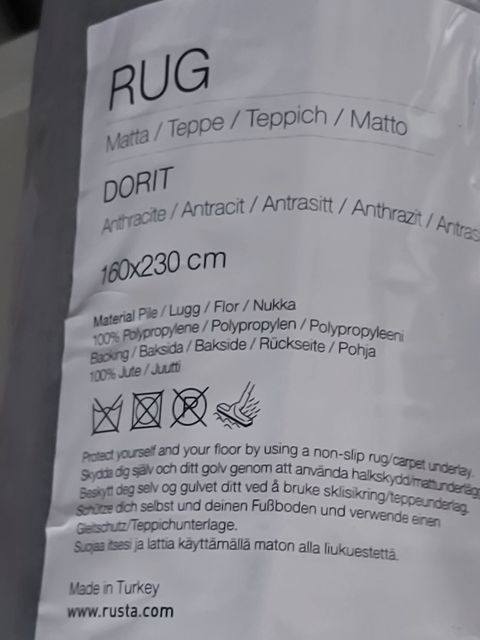 RUG
Matta / Teppe / Teppich / Matto
DORIT
Anthracite / Antracit / Antrasitt / Anthrazit / Antras
160x230 cm
Material Pile / Lugg / Flor / Nukka
100% Polypropylene / Polypropylen / Polypropyleeni
Backing / Baksida / Bakside / Rückseite / Pohja
100% Jute / Juutti
Protect yourself and your floor by using a non-slip rug/carpet underlay.
Skydda dig själv och ditt golv genom att använda halkskydd/mattunderlägg
Beskytt deg selv og gulvet ditt ved å bruke sklisikring/teppeunderlag.
Schütze dich selbst und deinen Fußboden und verwende einen
Gleitschutz/Teppichunterlage.
Suojaa itsesi ja lattia käyttämällä maton alla liukuestettä.
Made in Turkey
www.rusta.com